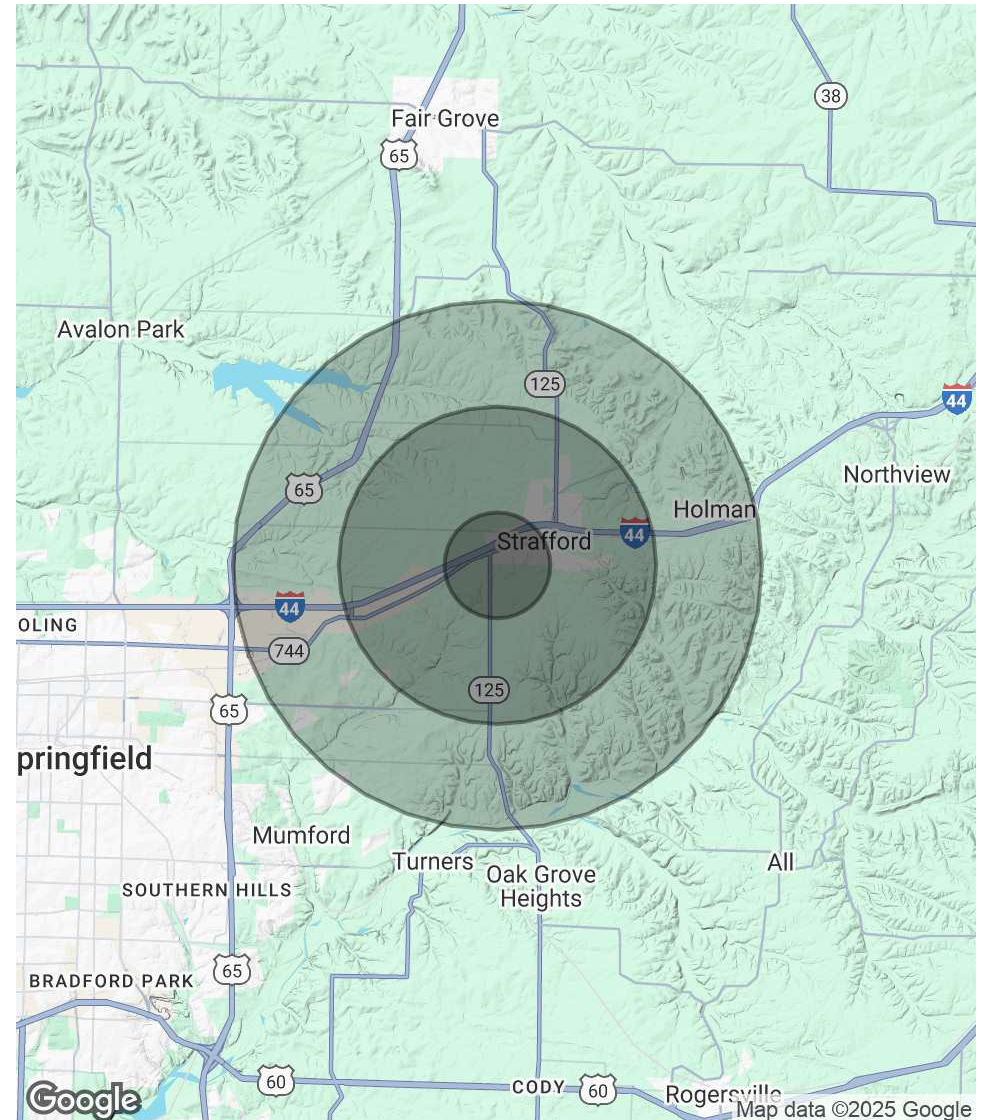 38
Fair Grove
65
Avalon Park
125
44
Northview
65
Holman
Strafford
44
44
OLING
744
125
65
pringfield
Mumford
Turners
All
Oak Grove
Heights
SOUTHERN HILLS
65
BRADFORD PARK
60
CODY
60
Rogersville
Google
Map data ©2025 Google